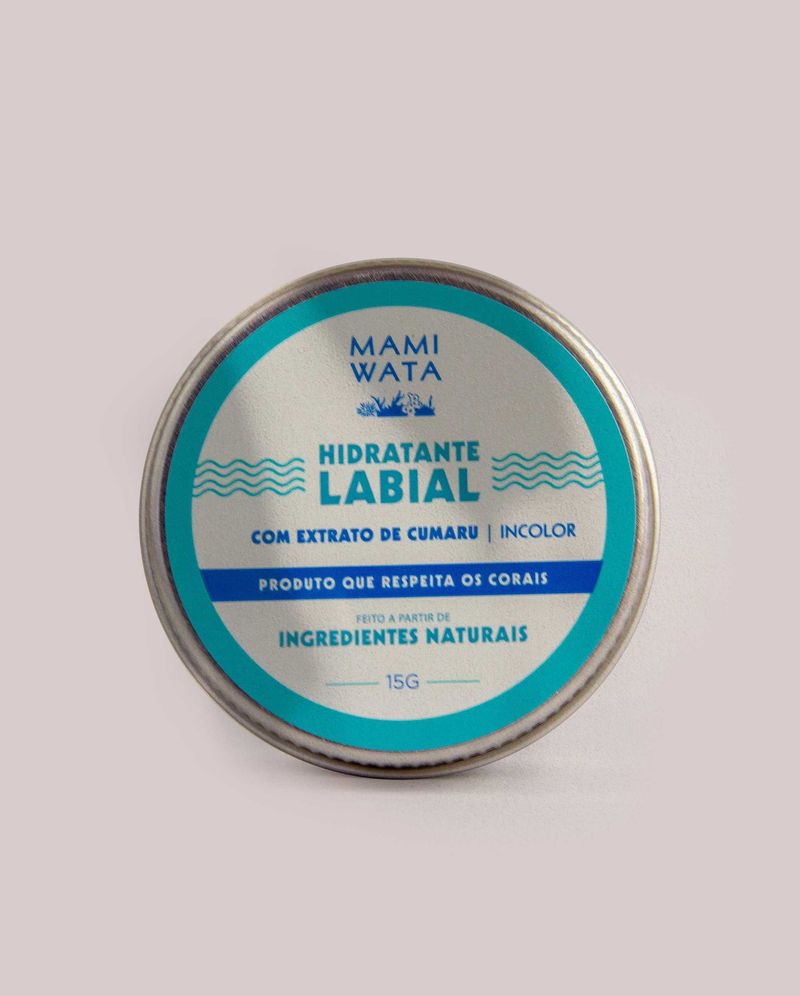 MAMI
WATA
HIDRATANTE
LABIAL
COM EXTRATO DE CUMARU | INCOLOR
PRODUTO QUE RESPEITA OS CORAIS
FEITO A PARTIR DE
INGREDIENTES NATURAIS
15G